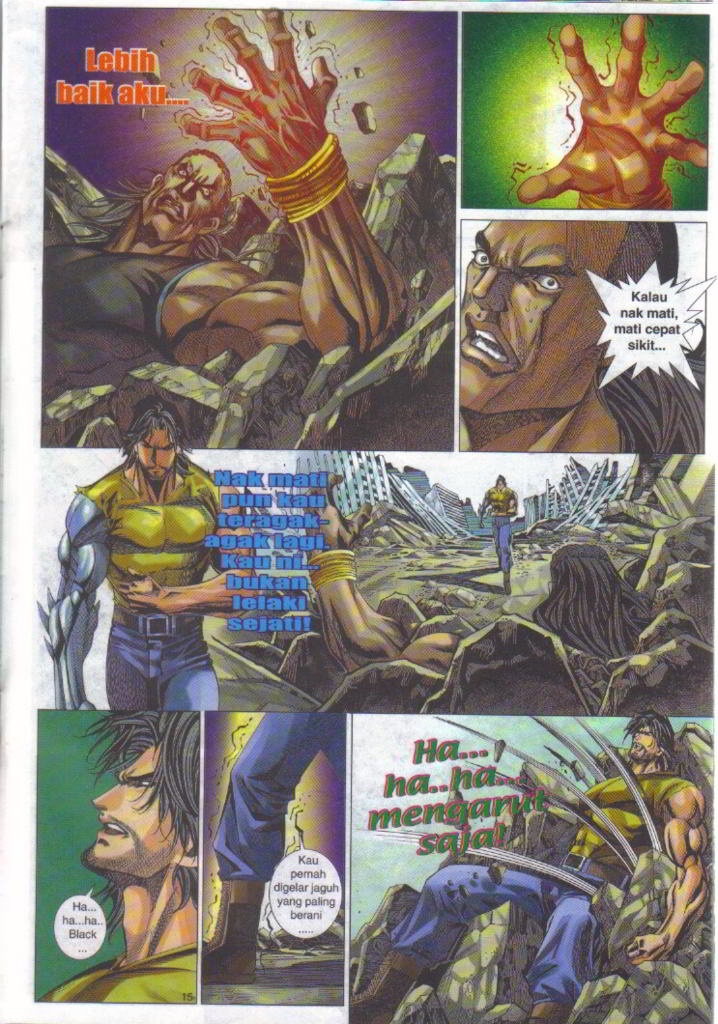 Lebih
baik aku....
Kalau
nak mati,
mati cepat
sikit...
Nak mati
pun kau
teragak-
agak lagi.
Kau ni...
bukan
lelaki
sejati!
Ha...
ha...ha..
Black
...
Kau
pernah
digelar jaguh
yang paling
berani
.....
Ha...
ha..ha...
mengarut
saja!
15